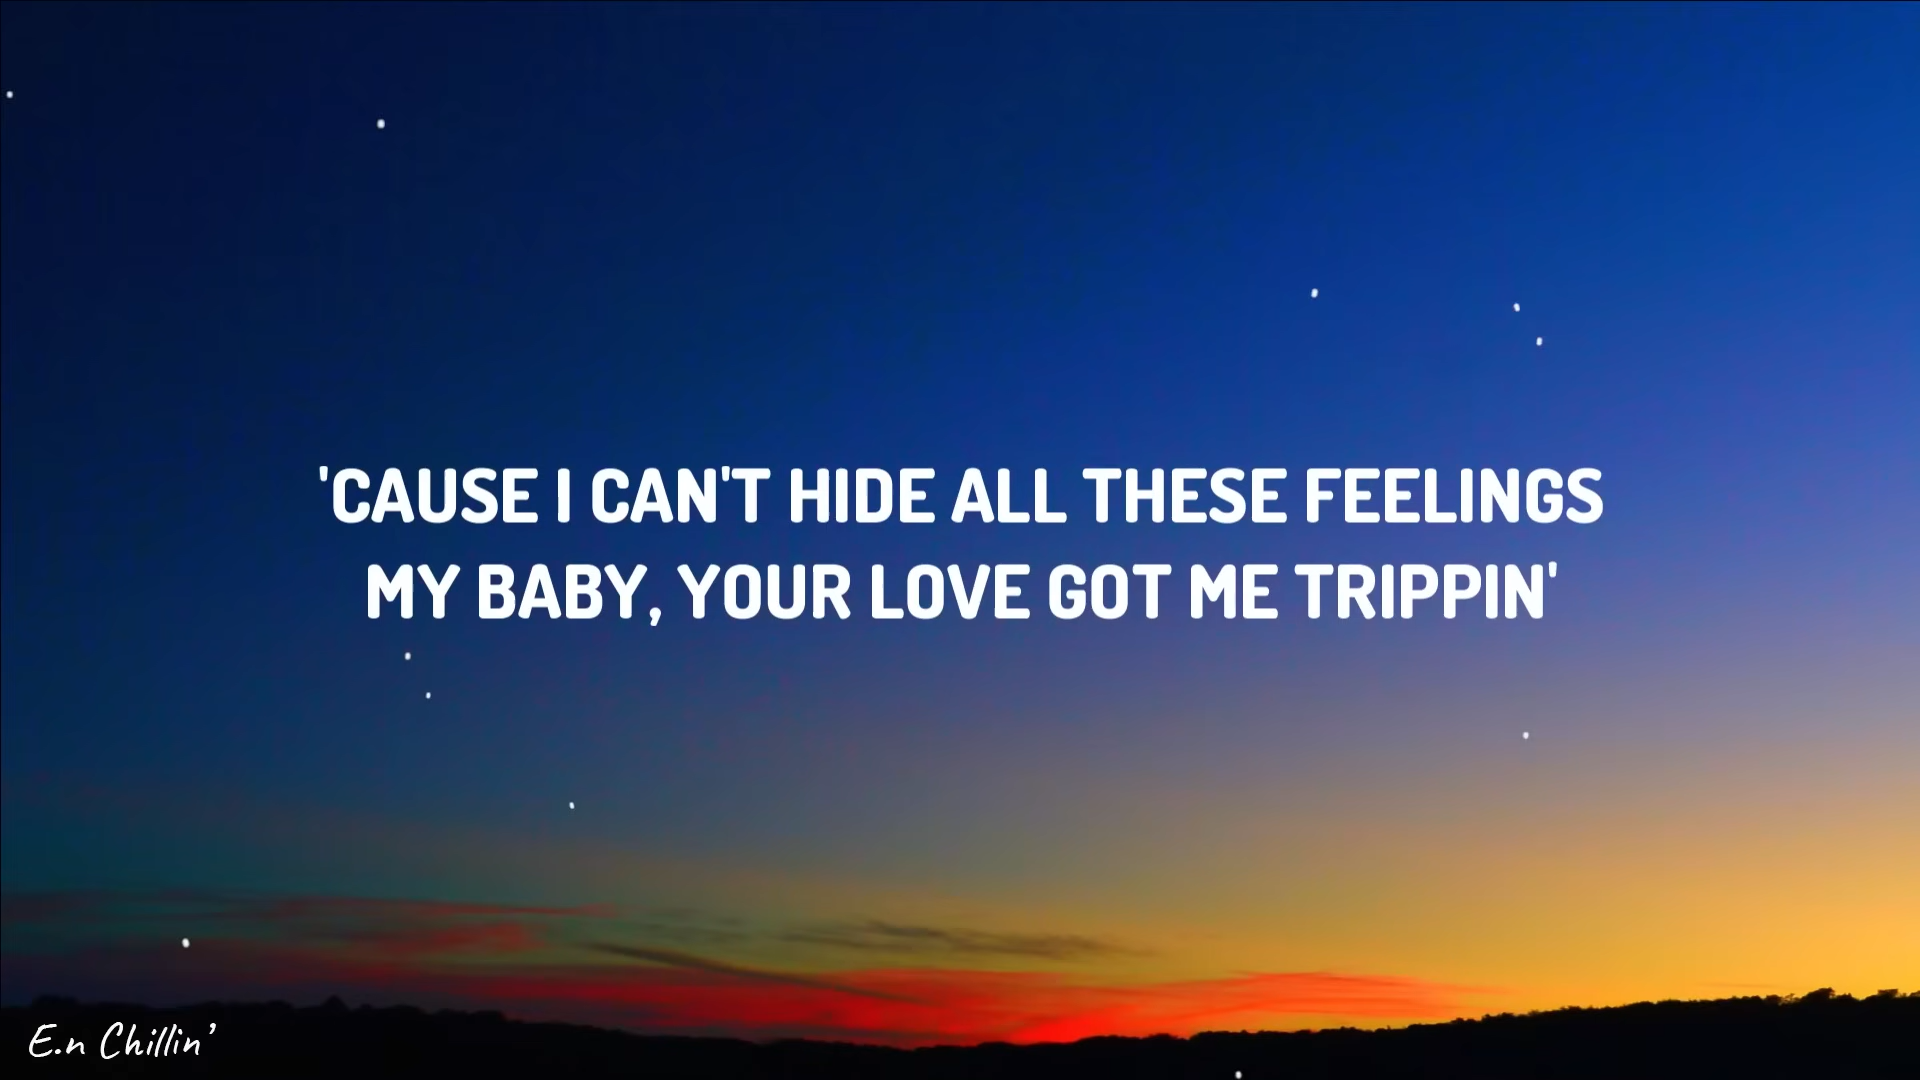 'CAUSE I CAN'T HIDE ALL THESE FEELINGS
MY BABY, YOUR LOVE GOT ME TRIPPIN'
E.n Chillin'